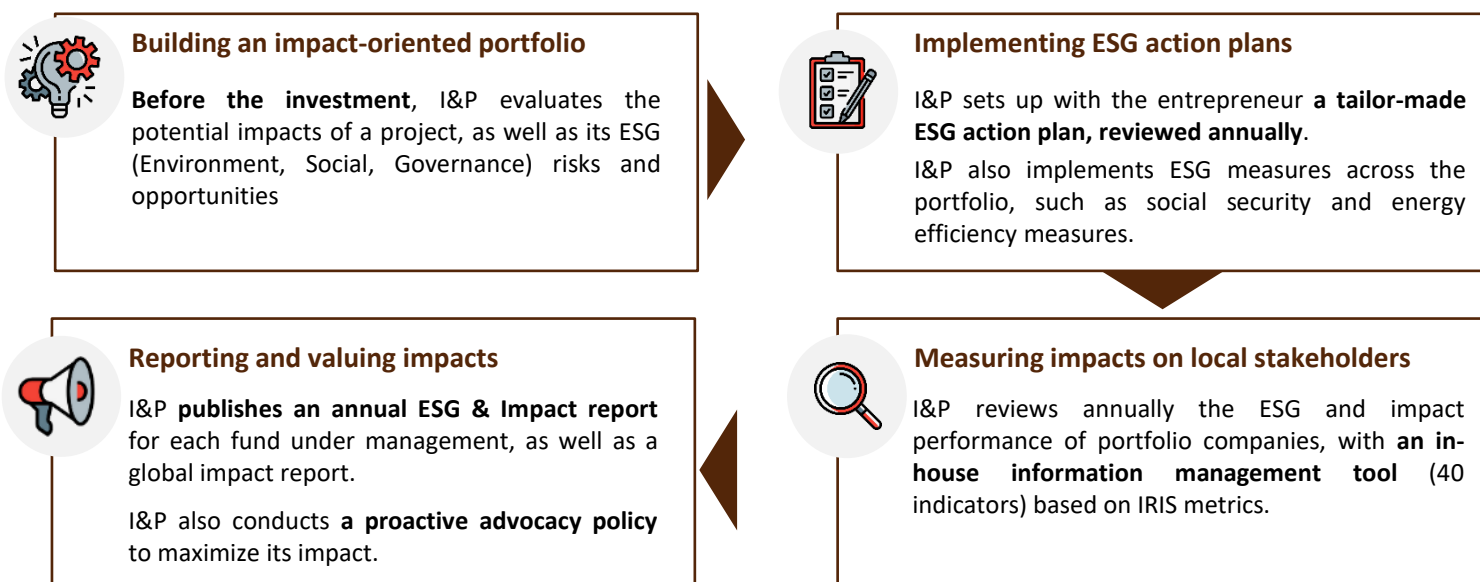 Building an impact-oriented portfolio
Before the investment, I&P evaluates the
potential impacts of a project, as well as its ESG
(Environment, Social, Governance) risks and
opportunities
Implementing ESG action plans
I&P sets up with the entrepreneur a tailor-made
ESG action plan, reviewed annually.
I&P also implements ESG measures across the
portfolio, such as social security and energy
efficiency measures.
Measuring impacts on local stakeholders
I&P reviews annually the ESG and impact
performance of portfolio companies, with an in-
house information management tool (40
indicators) based on IRIS metrics.
Reporting and valuing impacts
I&P publishes an annual ESG & Impact report
for each fund under management, as well as a
global impact report.
I&P also conducts a proactive advocacy policy
to maximize its impact.